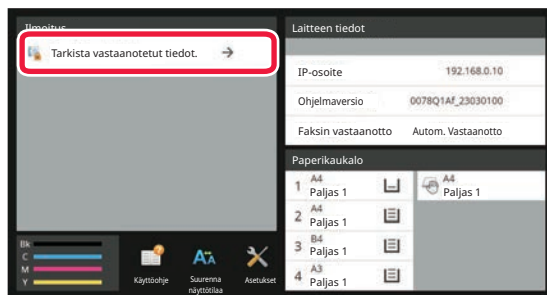 Ilmoitus
Tarkista vastaanotetut tiedot.
Laitteen tiedot
IP-osoite 192.168.0.10
Ohjelmaversio 0078Q1Af_23030100
Faksin vastaanotto Autom. Vastaanotto
Paperikaukalo
1 A4
Paljas 1
A4
Paljas 1
2 A4
Paljas 1
3 B4
Paljas 1
4 A3
Paljas 1
Bk
C
M
Y
Käyttöohje
Suurenna
näyttötilaa
Asetukset